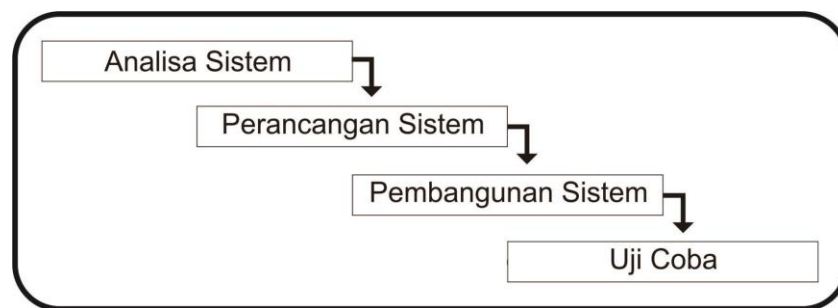 Analisa Sistem
Perancangan Sistem
Pembangunan Sistem
Uji Coba